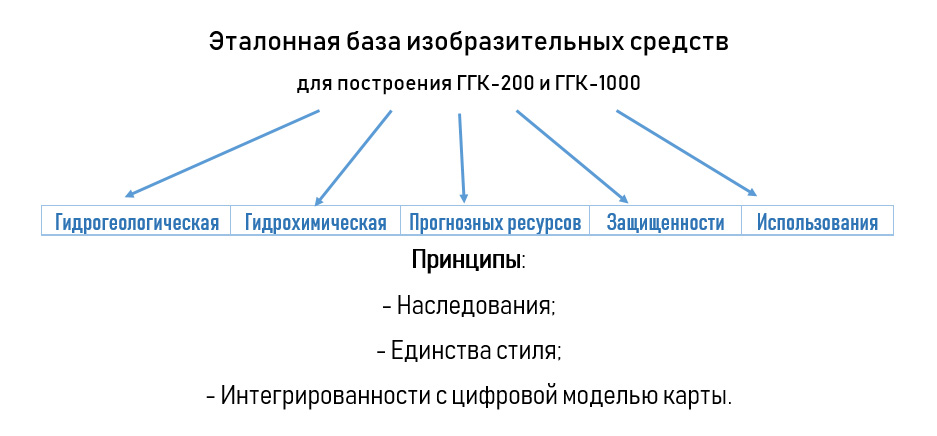 Эталонная база изобразительных средств
для построения ГГК-200 и ГГК-1000
Гидрогеологическая Гидрохимическая Прогнозных ресурсов Защищенности Использования
Принципы:
- Наследования;
- Единства стиля;
- Интегрированности с цифровой моделью карты.